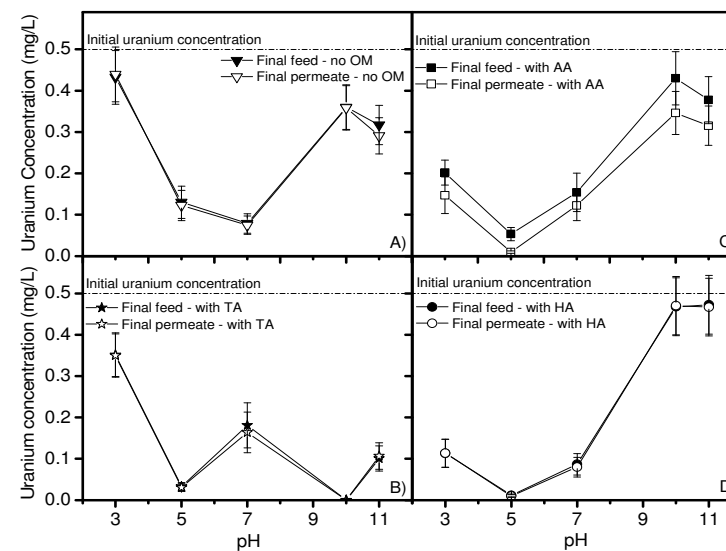 Uranium Concentration (mg/L)
0.5
0.4
0.3
0.2
0.1
0.0
Initial uranium concentration
Final feed - no OM
Final permeate - no OM
A)
Initial uranium concentration
Final feed - with AA
Final permeate - with AA
Uranium concentration (mg/L)
0.5
0.4
0.3
0.2
0.1
0.0
Initial uranium concentration
Final feed - with TA
Final permeate - with TA
B)
3 5 7 9 11
pH
Initial uranium concentration
Final feed - with HA
Final permeate - with HA
D
3 5 7 9 11
pH